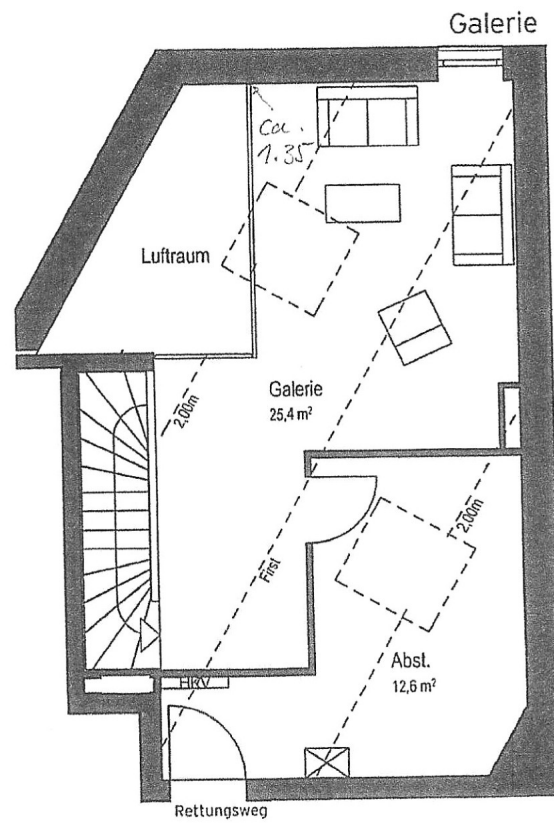 Galerie
ca.
1.35
Luftraum
Galerie
25,4 m²
2,00m
2,00m
First
Abst.
12,6 m²
HKV
Rettungsweg